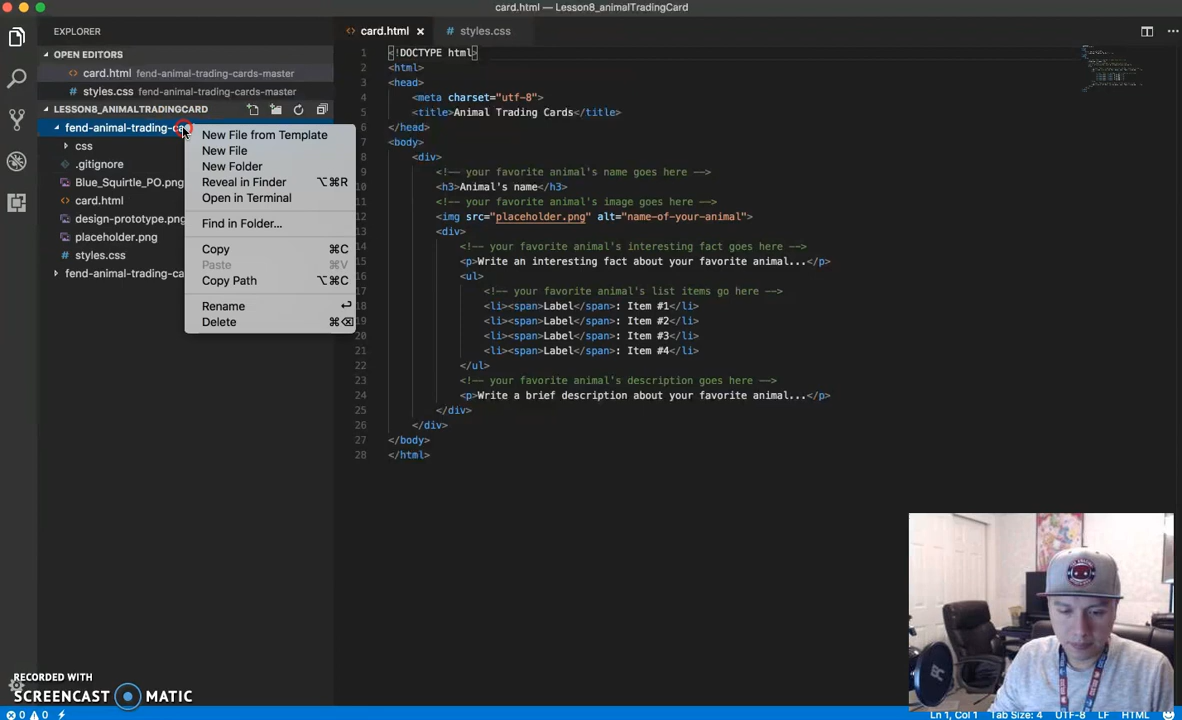 card.html — Lesson8_animalTradingCard
EXPLORER
card.html
styles.css
OPEN EDITORS
card.html fend-animal-trading-cards-master
styles.css fend-animal-trading-cards-master
LESSON8_ANIMALTRADINGCARD
fend-animal-trading-ca
css
.gitignore
Blue_Squirtle_PO.png
card.html
design-prototype.png
placeholder.png
styles.css
fend-animal-trading-ca
New File from Template
New File
New Folder
Reveal in Finder ⌥⌘R
Open in Terminal
Find in Folder...
Copy ⌘C
Paste ⌘V
Copy Path ⌥⌘C
Rename ↩
Delete ⌘⌫
1 <!DOCTYPE html>
2 <html>
3 <head>
4 <meta charset="utf-8">
5 <title>Animal Trading Cards</title>
6 </head>
7 <body>
8 <div>
9 <!-- your favorite animal's name goes here -->
10 <h3>Animal's name</h3>
11 <!-- your favorite animal's image goes here -->
12 <img src="placeholder.png" alt="name-of-your-animal">
13 <div>
14 <!-- your favorite animal's interesting fact goes here -->
15 <p>Write an interesting fact about your favorite animal...</p>
16 <ul>
17 <!-- your favorite animal's list items go here -->
18 <li><span>Label</span>: Item #1</li>
19 <li><span>Label</span>: Item #2</li>
20 <li><span>Label</span>: Item #3</li>
21 <li><span>Label</span>: Item #4</li>
22 </ul>
23 <!-- your favorite animal's description goes here -->
24 <p>Write a brief description about your favorite animal...</p>
25 </div>
26 </div>
27 </body>
28 </html>
RECORDED WITH
SCREENCAST MATIC
0 0
Ln 1, Col 1 Tab Size: 4 UTF-8 LF HTML